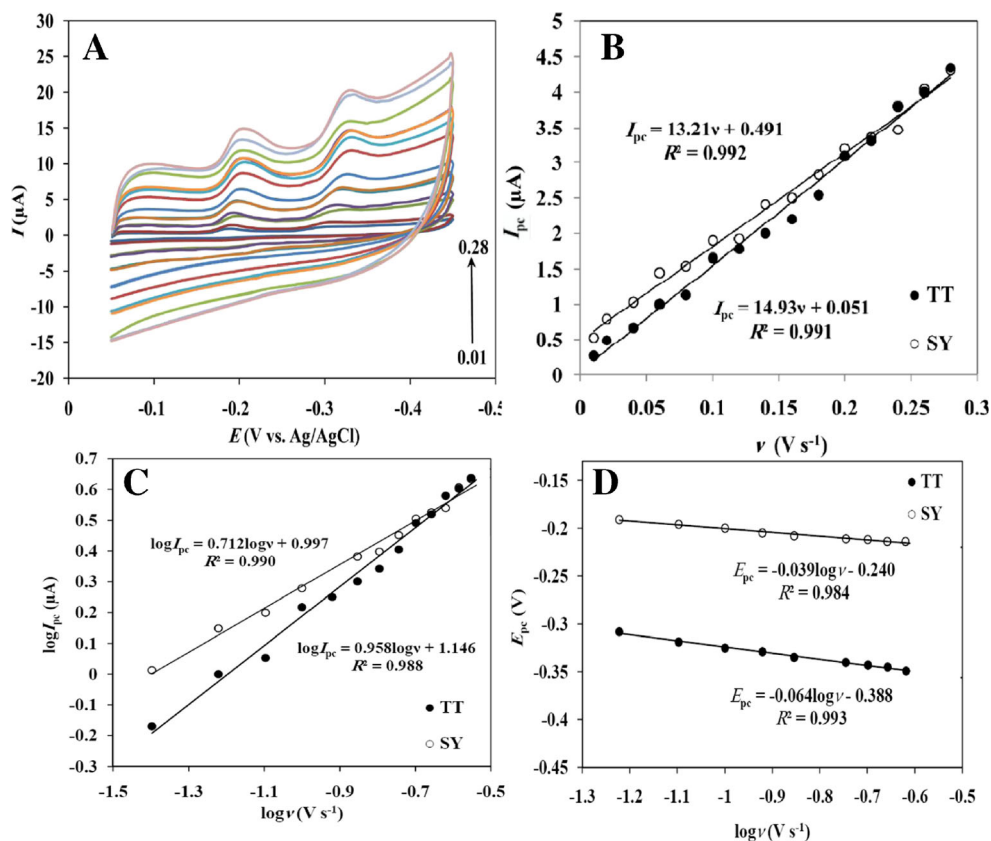 A
30
25
20
15
10
5
0
-5
-10
-15
-20
I (µA)
0 -0.1 -0.2 -0.3 -0.4 -0.5
E (V vs. Ag/AgCl)
0.28
0.01
B
5
4.5
4
3.5
3
2.5
2
1.5
1
0.5
0
Ipc (µA)
Ipc = 13.21ν + 0.491
R² = 0.992
Ipc = 14.93ν + 0.051
R² = 0.991
TT
SY
0 0.05 0.1 0.15 0.2 0.25 0.3
ν (V s⁻¹)
C
0.7
0.6
0.5
0.4
0.3
0.2
0.1
0
-0.1
-0.2
-0.3
logIpc (µA)
logIpc = 0.712logν + 0.997
R² = 0.990
logIpc = 0.958logν + 1.146
R² = 0.988
TT
SY
-1.5 -1.3 -1.1 -0.9 -0.7 -0.5
logν (V s⁻¹)
D
-0.15
-0.2
-0.25
-0.3
-0.35
-0.4
-0.45
Epc (V)
TT
SY
Epc = -0.039logν - 0.240
R² = 0.984
Epc = -0.064logν - 0.388
R² = 0.993
-1.3 -1.2 -1.1 -1 -0.9 -0.8 -0.7 -0.6 -0.5
logν (V s⁻¹)